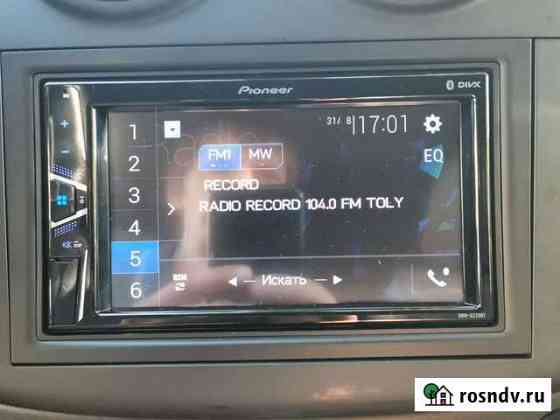 Pioneer
DIVX
1
2
3
4
5
6
31/ 8 17:01
FM1 MW
EQ
RECORD
RADIO RECORD 104.0 FM TOLY
Искать
rosndv.ru